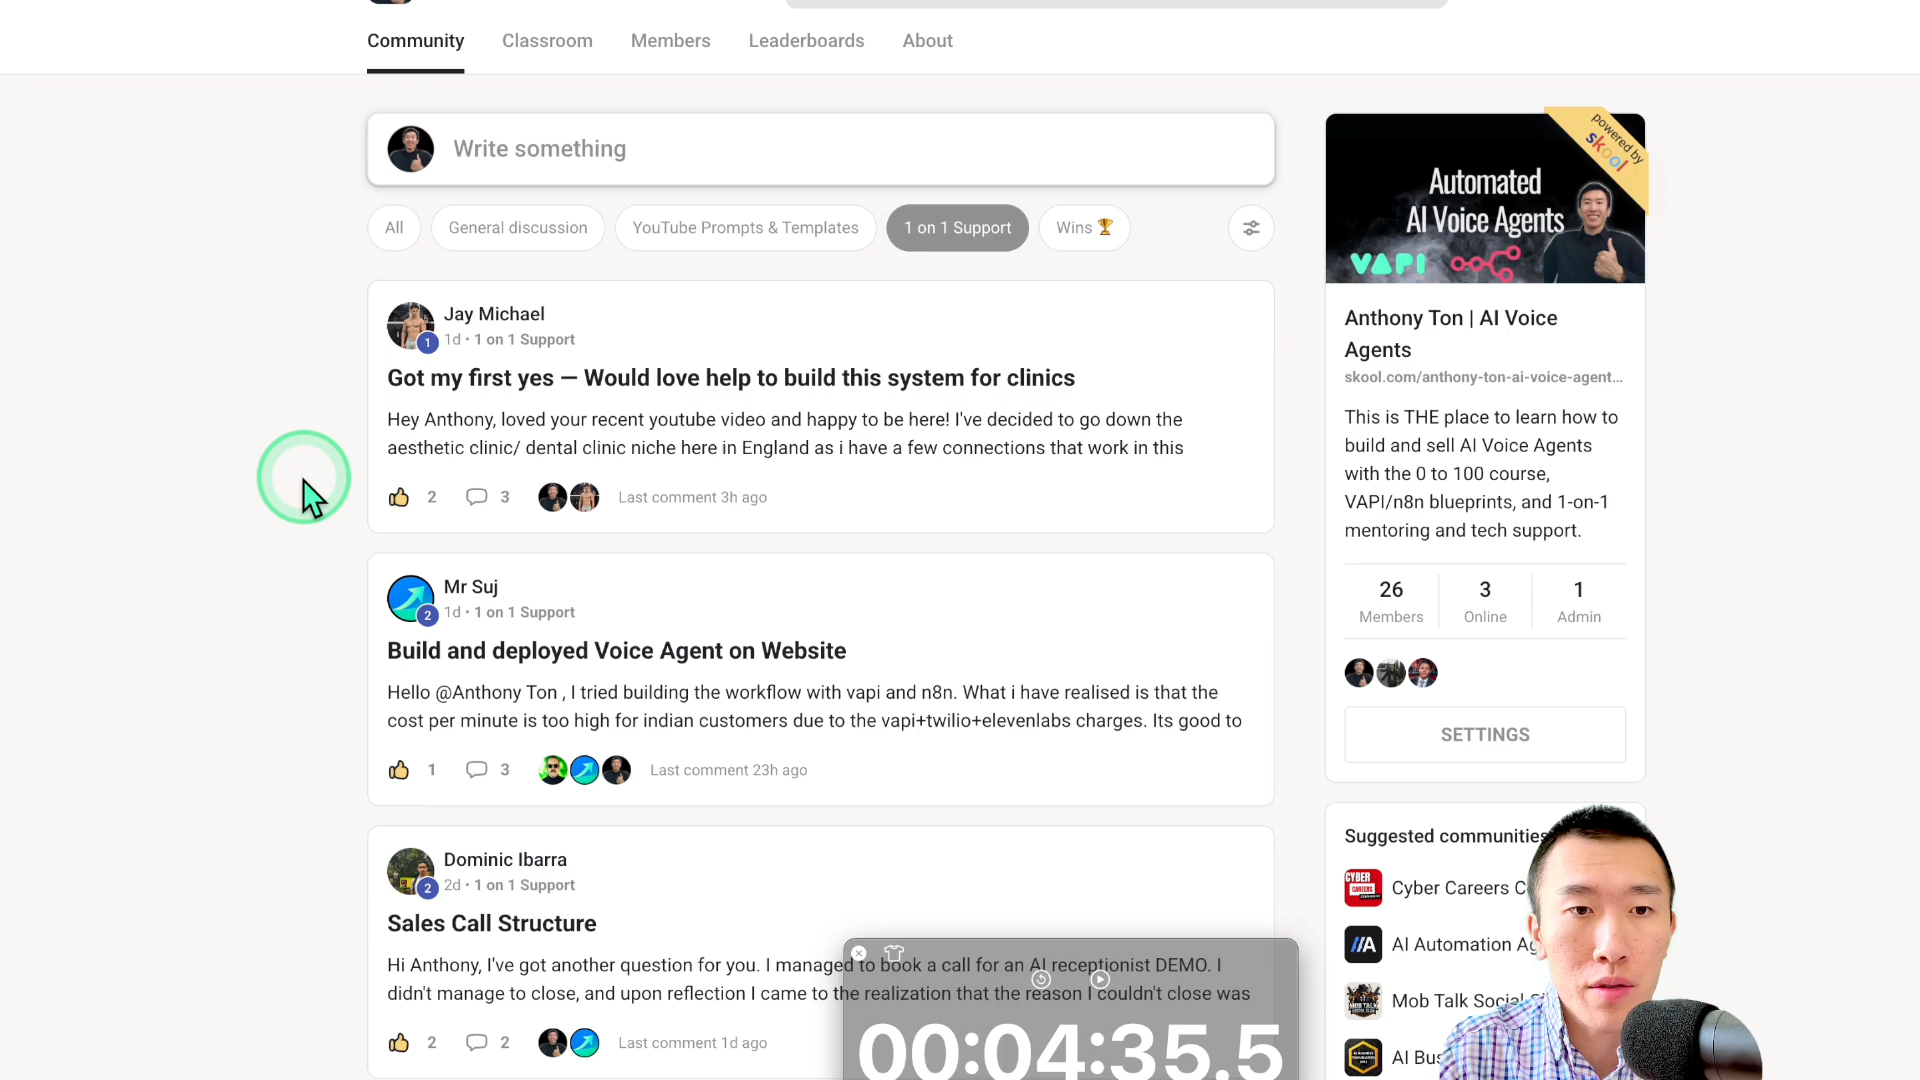 Community Classroom Members Leaderboards About
Write something
All General discussion YouTube Prompts & Templates 1 on 1 Support Wins
Jay Michael
1
1d • 1 on 1 Support
Got my first yes — Would love help to build this system for clinics
Hey Anthony, loved your recent youtube video and happy to be here! I've decided to go down the
aesthetic clinic/ dental clinic niche here in England as i have a few connections that work in this
2 3 Last comment 3h ago
Mr Suj
2
1d • 1 on 1 Support
Build and deployed Voice Agent on Website
Hello @Anthony Ton , I tried building the workflow with vapi and n8n. What i have realised is that the
cost per minute is too high for indian customers due to the vapi+twilio+elevenlabs charges. Its good to
1 3 Last comment 23h ago
Dominic Ibarra
2
2d • 1 on 1 Support
Sales Call Structure
Hi Anthony, I've got another question for you. I managed to book a call for an AI receptionist DEMO. I
didn't manage to close, and upon reflection I came to the realization that the reason I couldn't close was
2 2 Last comment 1d ago
00:04:35.5
powered by
skool
Automated
AI Voice Agents
VAPI
Anthony Ton | AI Voice
Agents
skool.com/anthony-ton-ai-voice-agent...
This is THE place to learn how to
build and sell AI Voice Agents
with the 0 to 100 course,
VAPI/n8n blueprints, and 1-on-1
mentoring and tech support.
26 3 1
Members Online Admin
SETTINGS
Suggested communities
CYBER
CAREERS
Cyber Careers C
//A
AI Automation Ag
MOB TALK
Mob Talk Social
AI Bus